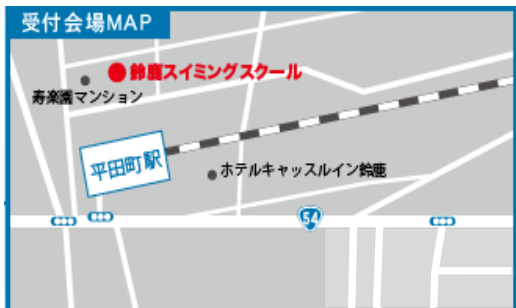 受付会場MAP
鈴鹿スイミングスクール
寿楽園マンション
平田町駅
ホテルキャッスルイン鈴鹿
54